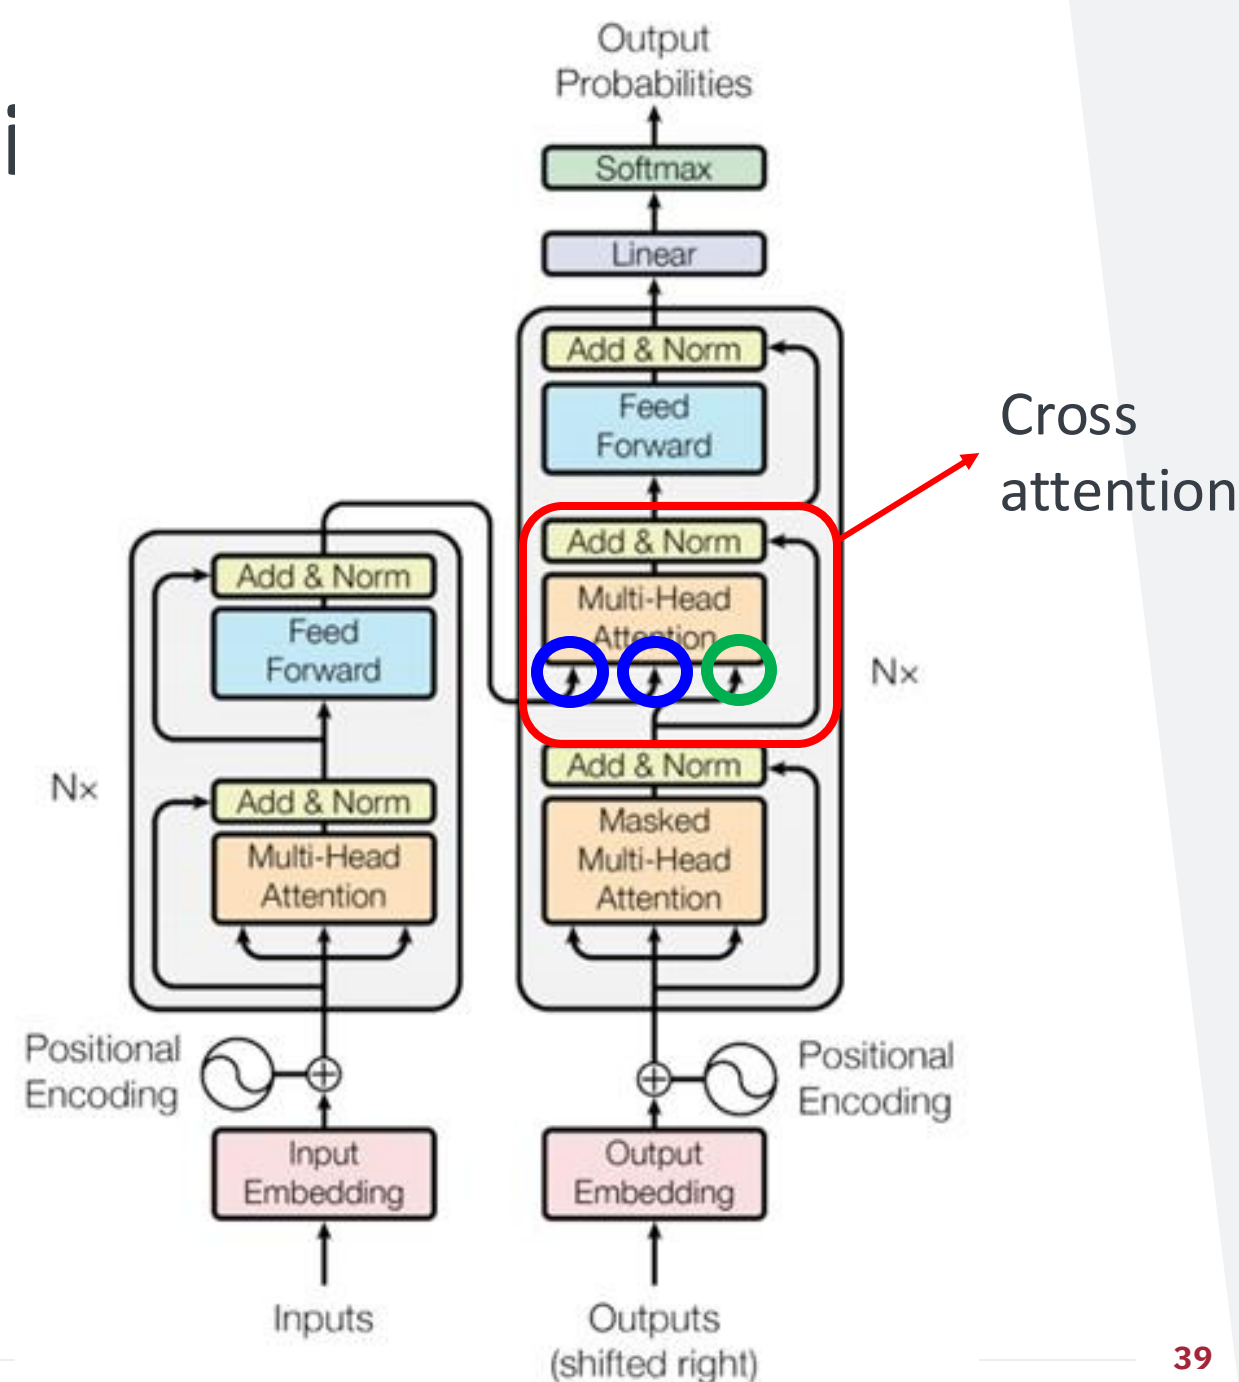 i
Output
Probabilities
Softmax
Linear
Add & Norm
Feed
Forward
Cross
attention
Add & Norm
Multi-Head
Attention
Nx
Add & Norm
Masked
Multi-Head
Attention
Add & Norm
Feed
Forward
Nx
Add & Norm
Multi-Head
Attention
Positional
Encoding
Positional
Encoding
Input
Embedding
Output
Embedding
Inputs
Outputs
(shifted right)
39